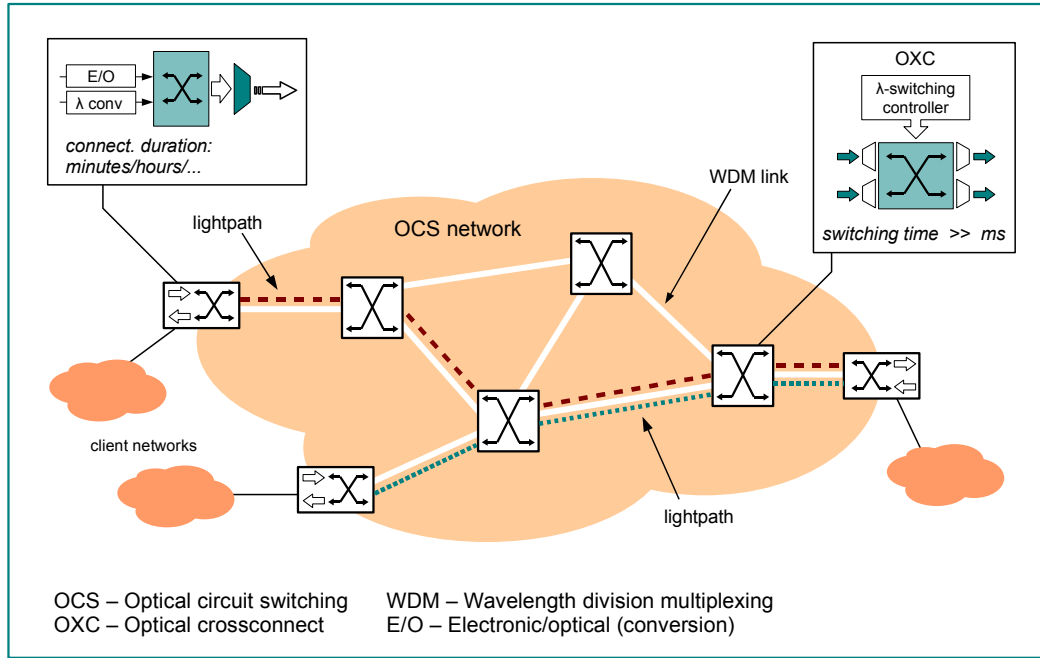 E/O
λ conv
connect. duration:
minutes/hours/...
OXC
λ-switching
controller
switching time >> ms
WDM link
lightpath
OCS network
client networks
lightpath
OCS – Optical circuit switching
WDM – Wavelength division multiplexing
OXC – Optical crossconnect
E/O – Electronic/optical (conversion)